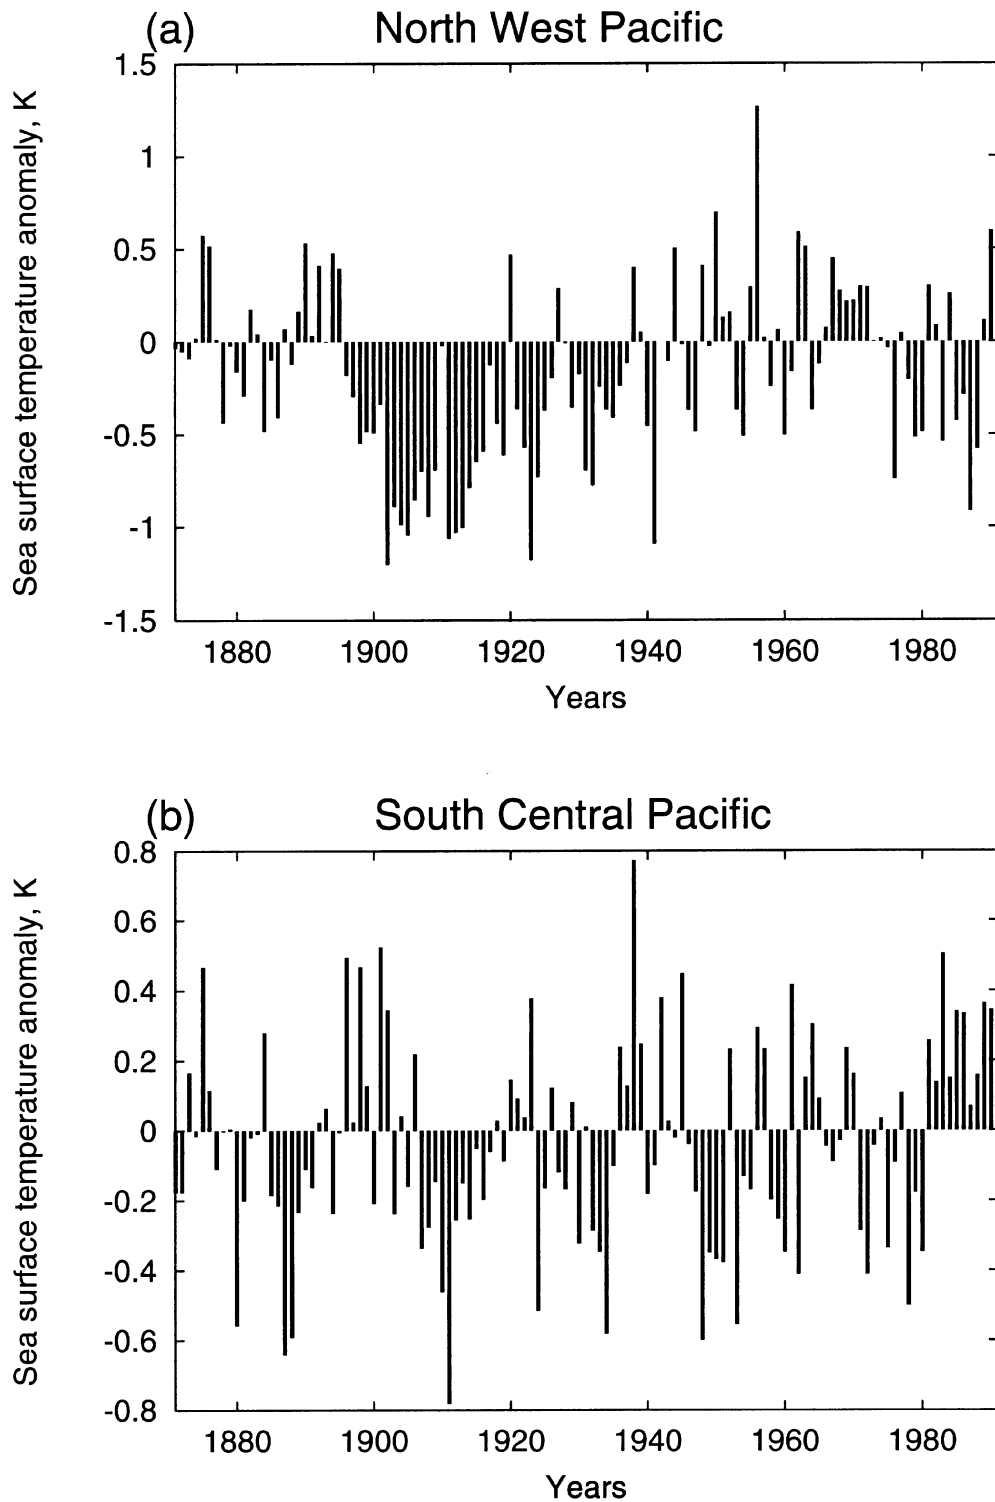 (a) North West Pacific
Sea surface temperature anomaly, K
1.5
1
0.5
0
-0.5
-1
-1.5
1880 1900 1920 1940 1960 1980
Years
(b) South Central Pacific
Sea surface temperature anomaly, K
0.8
0.6
0.4
0.2
0
-0.2
-0.4
-0.6
-0.8
1880 1900 1920 1940 1960 1980
Years